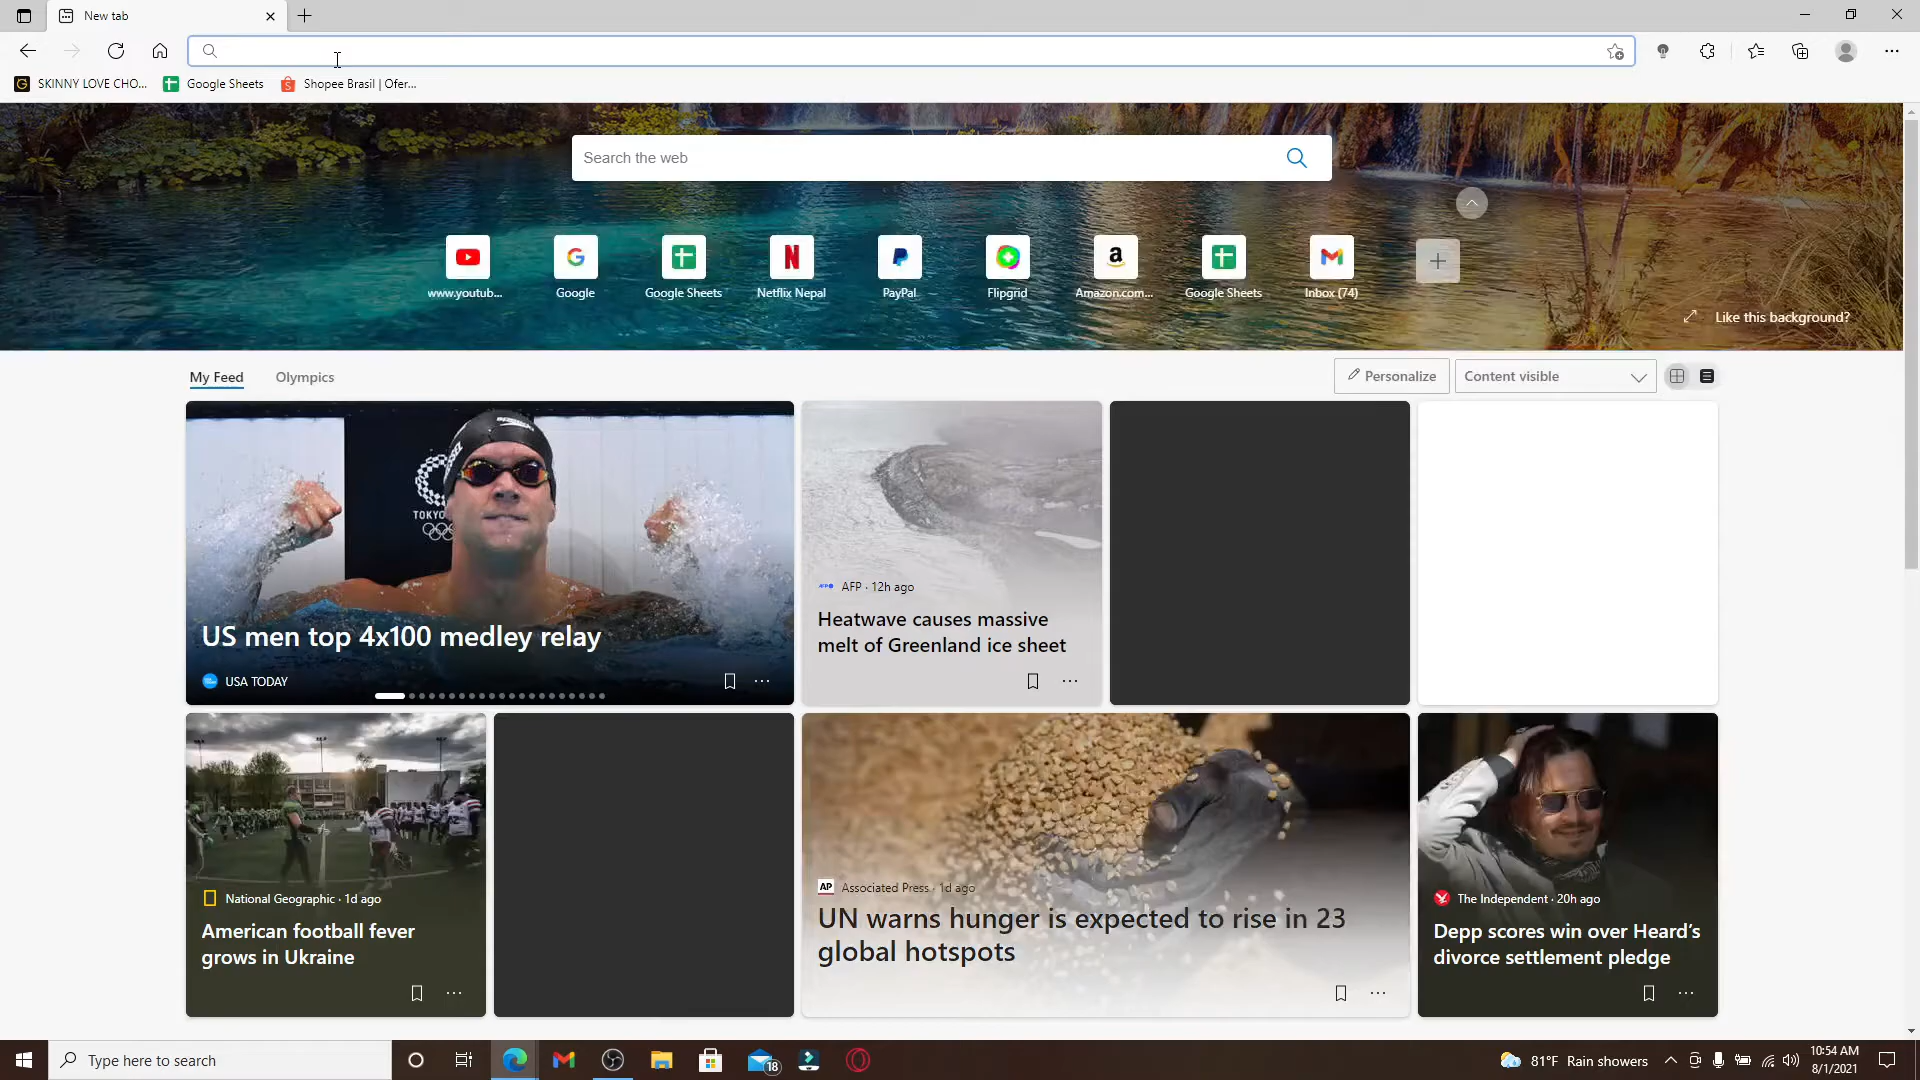 New tab
SKINNY LOVE CHO...
Google Sheets
Shopee Brasil | Ofer...
Search the web
www.youtub...
Google
Google Sheets
Netflix Nepal
PayPal
Flipgrid
Amazon.com...
Google Sheets
Inbox (74)
Like this background?
My Feed
Olympics
Personalize
Content visible
TOKYO
US men top 4x100 medley relay
USA TODAY
AFP · 12h ago
Heatwave causes massive
melt of Greenland ice sheet
National Geographic · 1d ago
American football fever
grows in Ukraine
AP Associated Press · 1d ago
UN warns hunger is expected to rise in 23
global hotspots
The Independent · 20h ago
Depp scores win over Heard's
divorce settlement pledge
Type here to search
18
81°F Rain showers
10:54 AM
8/1/2021